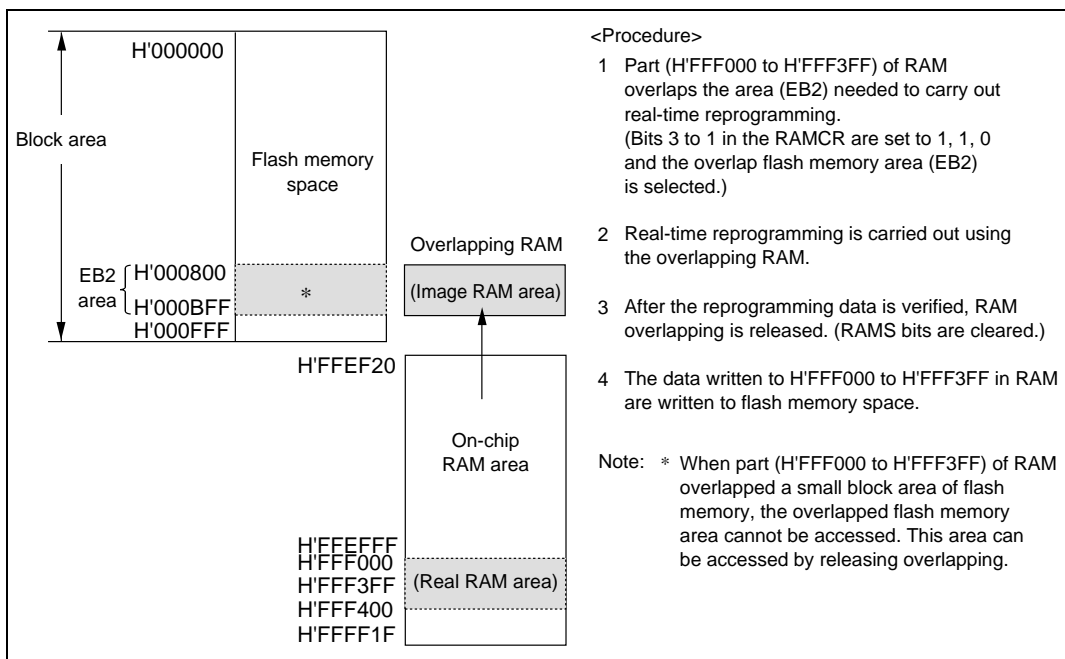 H'000000
Block area
Flash memory
space
EB2
area
H'000800
H'000BFF
H'000FFF
*
Overlapping RAM
(Image RAM area)
H'FFEF20
On-chip
RAM area
H'FFEFFF
H'FFF000
H'FFF3FF
H'FFF400
H'FFFF1F
(Real RAM area)
<Procedure>
1 Part (H'FFF000 to H'FFF3FF) of RAM
overlaps the area (EB2) needed to carry out
real-time reprogramming.
(Bits 3 to 1 in the RAMCR are set to 1, 1, 0
and the overlap flash memory area (EB2)
is selected.)
2 Real-time reprogramming is carried out using
the overlapping RAM.
3 After the reprogramming data is verified, RAM
overlapping is released. (RAMS bits are cleared.)
4 The data written to H'FFF000 to H'FFF3FF in RAM
are written to flash memory space.
Note: * When part (H'FFF000 to H'FFF3FF) of RAM
overlapped a small block area of flash
memory, the overlapped flash memory
area cannot be accessed. This area can
be accessed by releasing overlapping.